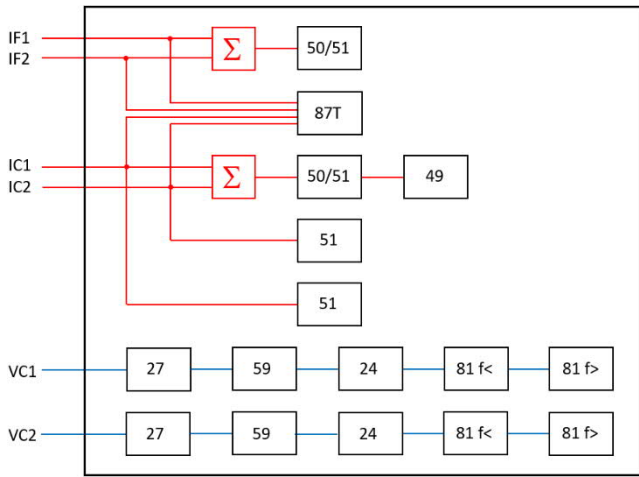 IF1
IF2
Σ
50/51
87T
IC1
IC2
Σ
50/51
49
51
51
VC1
27
59
24
81 f<
81 f>
VC2
27
59
24
81 f<
81 f>